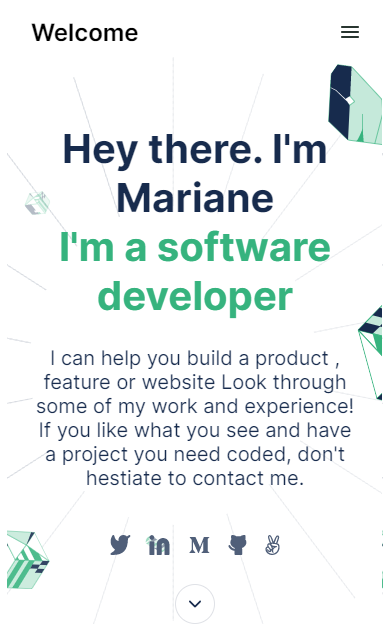 Welcome
Hey there. I'm
Mariane
I'm a software
developer
I can help you build a product ,
feature or website Look through
some of my work and experience!
If you like what you see and have
a project you need coded, don't
hestiate to contact me.